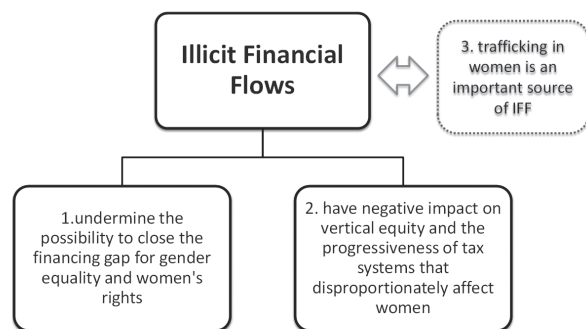 Illicit Financial
Flows
3. trafficking in
women is an
important source
of IFF
1.undermine the
possibility to close the
financing gap for gender
equality and women's
rights
2. have negative impact on
vertical equity and the
progressiveness of tax
systems that
disproportionately affect
women